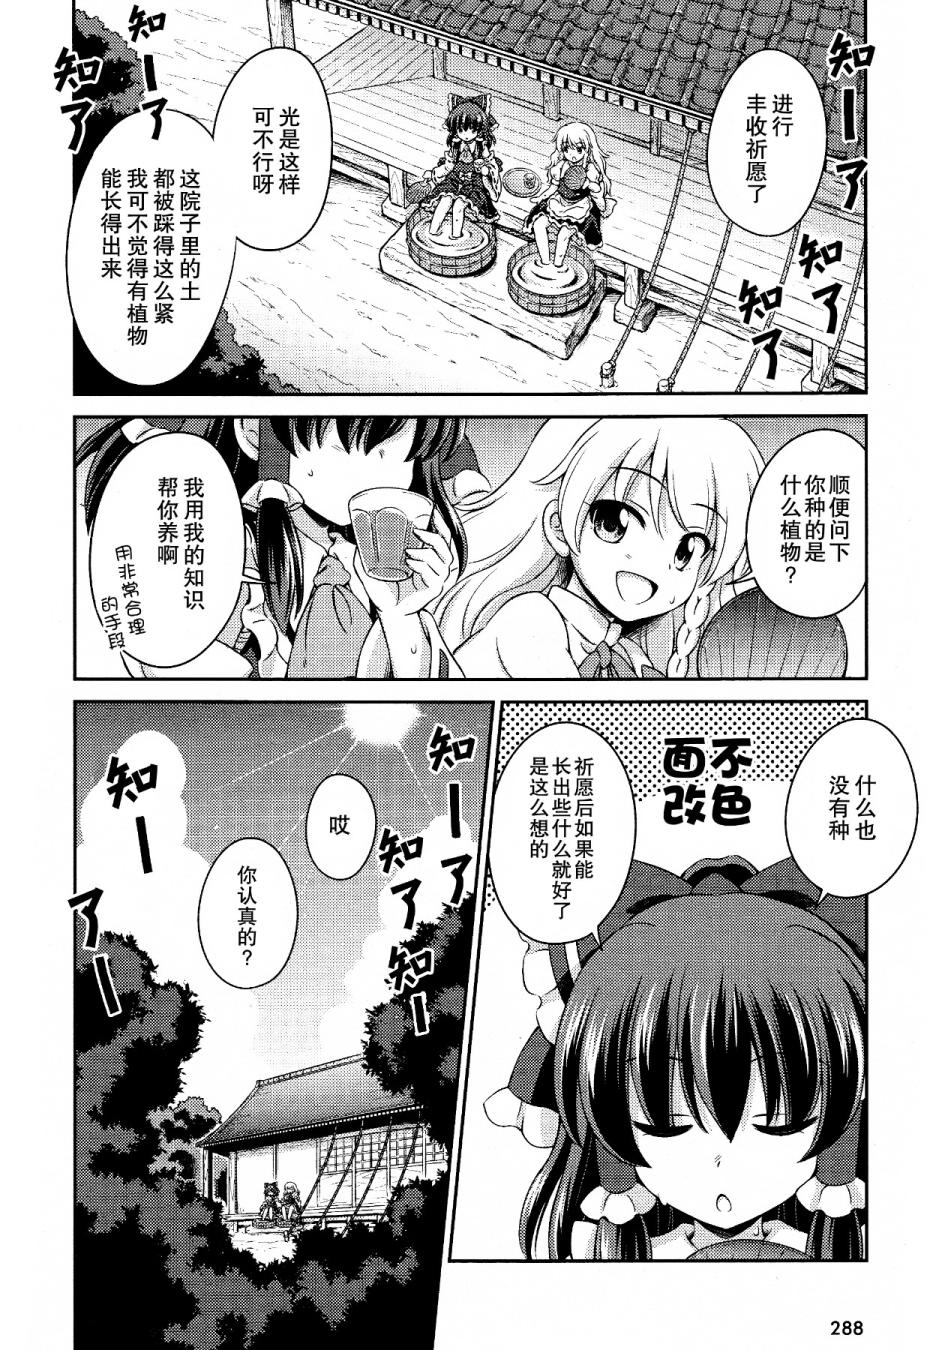 进行
丰收祈愿了
光是这样
可不行呀
这院子里的土
都被踩得这么紧
我可不觉得有植物
能长得出来
知ー
了
知ー
了ー
知ー
了
知
了
顺便问下
你种的是
什么植物？
我用我的知识
帮你养啊
用非常合理
的手段
什么也
没有种
面不
改色
祈愿后如果能
长出些什么就好了
是这么想的
哎
你认真的？
知ー
了
知
了
知ー
了ー
知ー
288